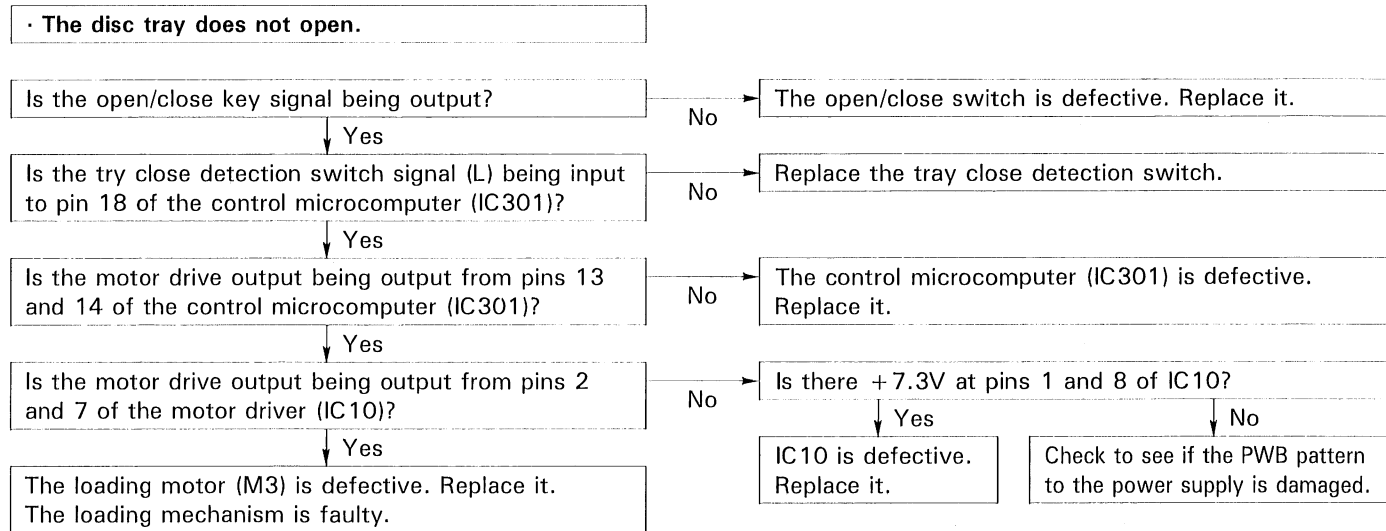 · The disc tray does not open.
Is the open/close key signal being output?
No
The open/close switch is defective. Replace it.
Yes
Is the try close detection switch signal (L) being input
to pin 18 of the control microcomputer (IC301)?
No
Replace the tray close detection switch.
Yes
Is the motor drive output being output from pins 13
and 14 of the control microcomputer (IC301)?
No
The control microcomputer (IC301) is defective.
Replace it.
Yes
Is the motor drive output being output from pins 2
and 7 of the motor driver (IC10)?
No
Is there +7.3V at pins 1 and 8 of IC10?
Yes
IC10 is defective.
Replace it.
No
Check to see if the PWB pattern
to the power supply is damaged.
Yes
The loading motor (M3) is defective. Replace it.
The loading mechanism is faulty.